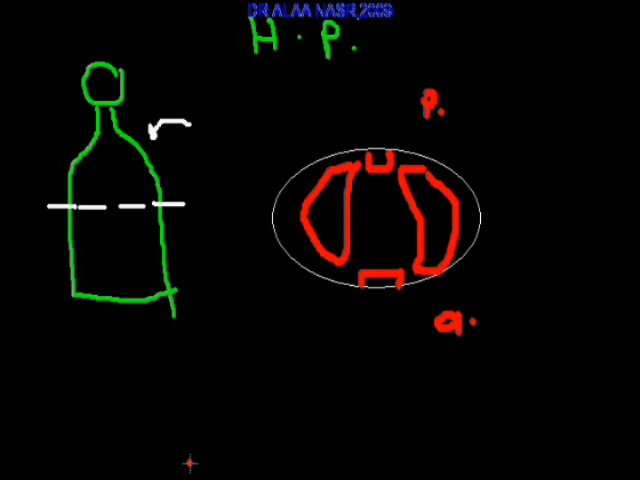 DR ALAA NASR,2009
H . P .
P.
a.